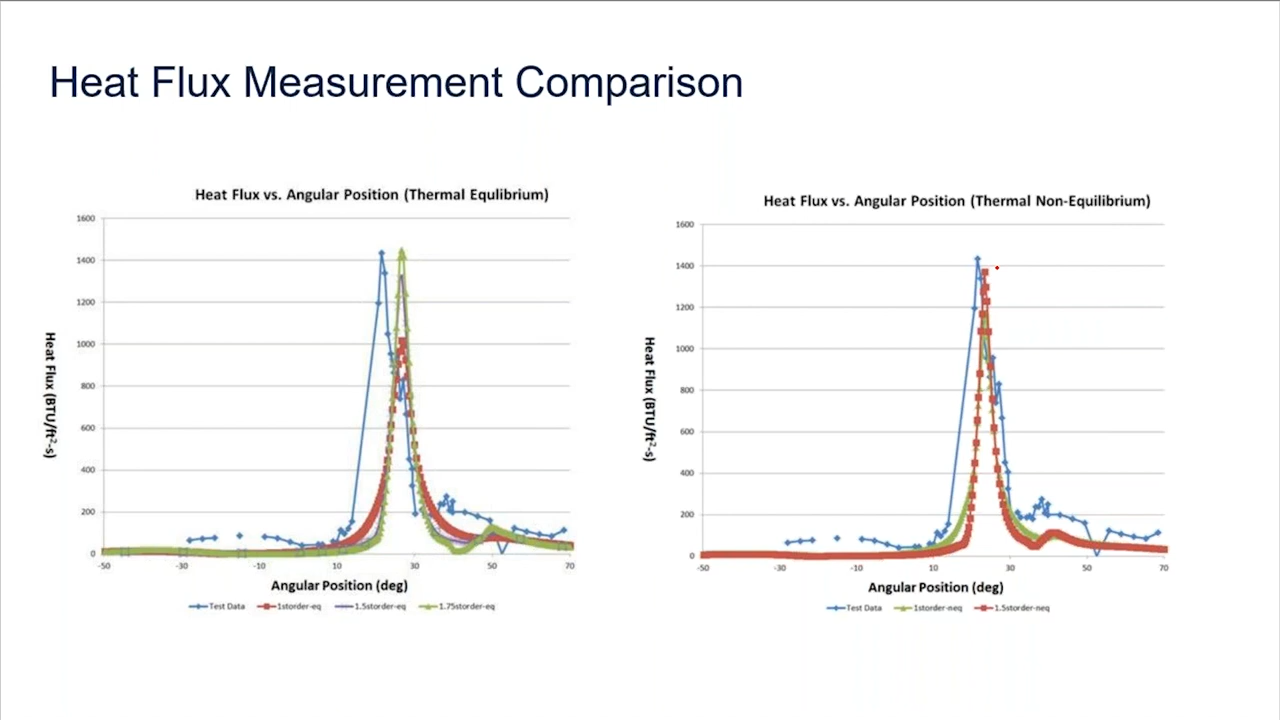 Heat Flux Measurement Comparison
Heat Flux vs. Angular Position (Thermal Equlibrium)
1600
1400
1200
1000
800
600
400
200
0
-50 -30 -10 10 30 50 70
Heat Flux (BTU/ft²-s)
Angular Position (deg)
Test Data 1storder-eq 1.5storder-eq 1.75storder-eq
Heat Flux vs. Angular Position (Thermal Non-Equilibrium)
1600
1400
1200
1000
800
600
400
200
0
-50 -30 -10 10 30 50 70
Heat Flux (BTU/ft²-s)
Angular Position (deg)
Test Data 1storder-neq 1.5storder-neq